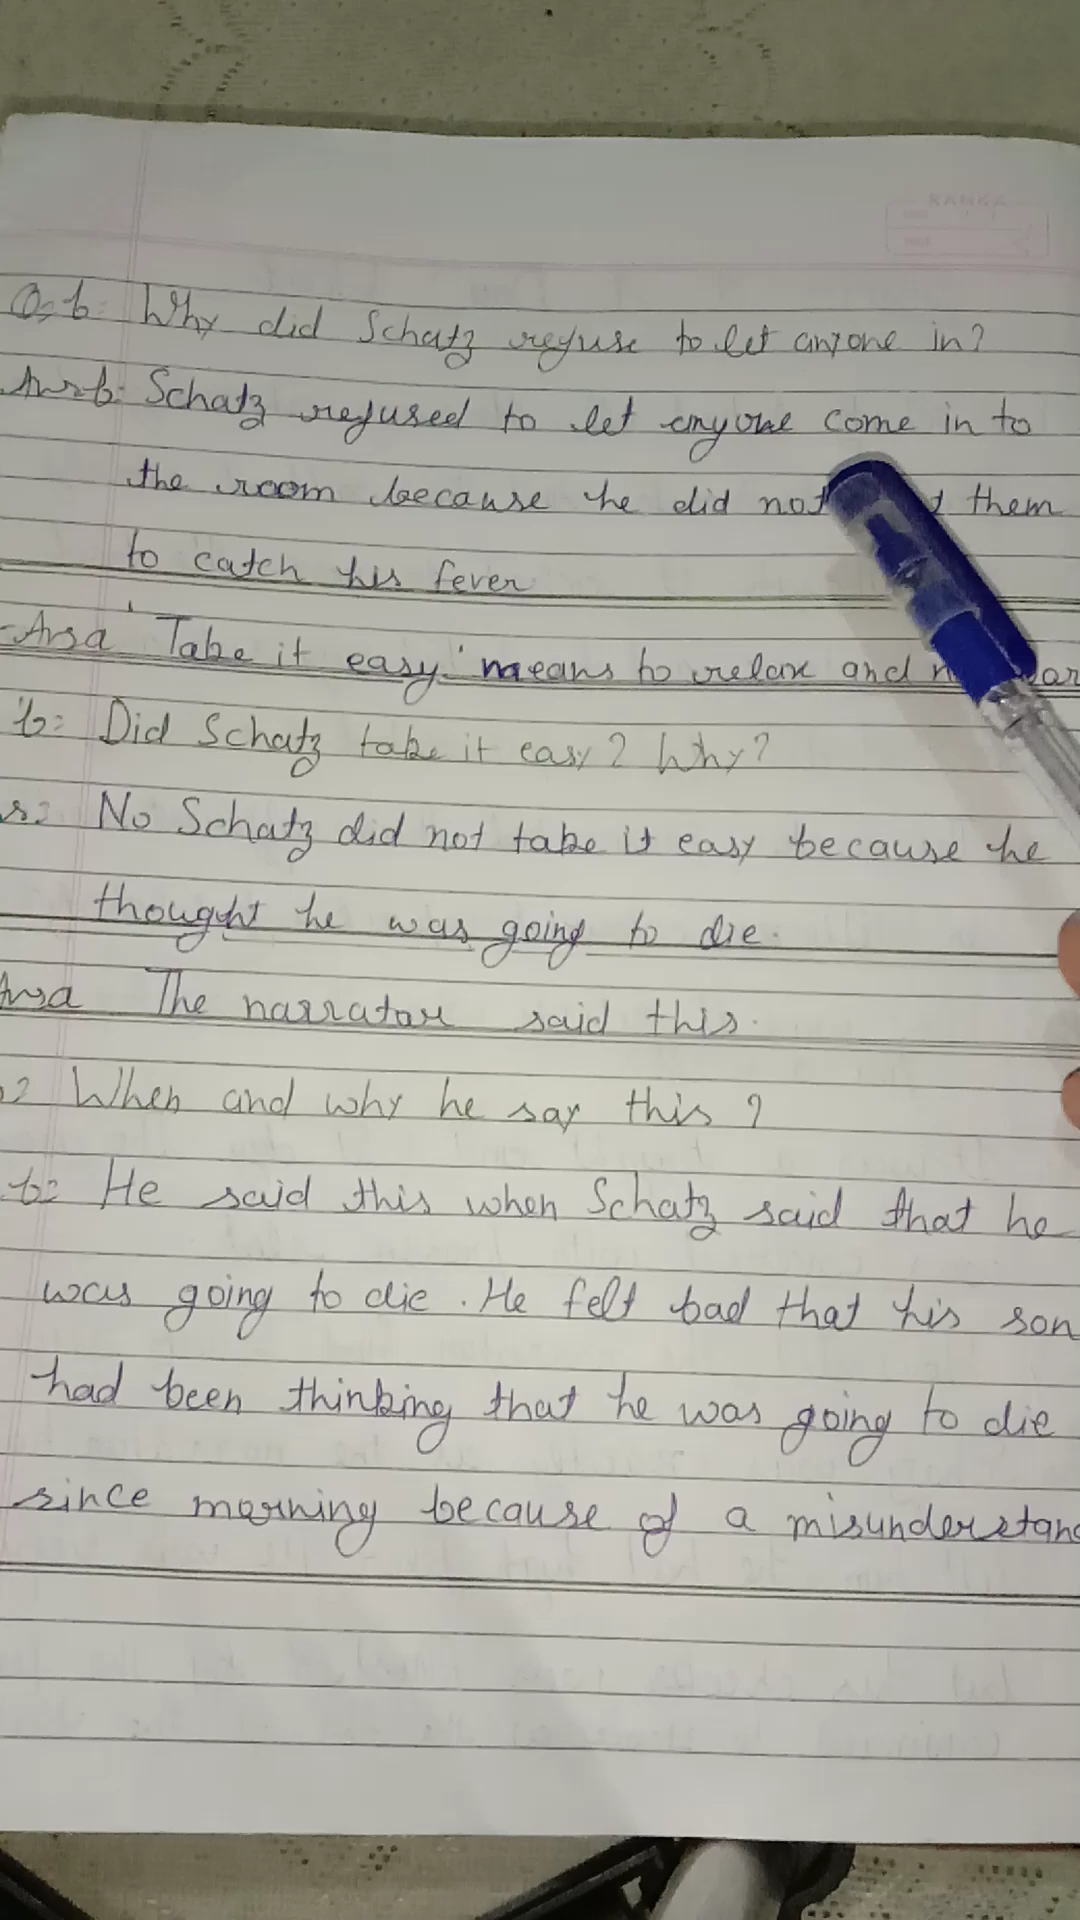 Q. b. Why did Schatz refuse to let anyone in?
Ans b. Schatz refused to let anyone come in to
the room because he did not them
to catch his fever
Ans a 'Take it easy' means to relax and
b: Did Schatz take it easy? Why?
s: No Schatz did not take it easy because he
thought he was going to die.
Ans a The narrator said this.
? When and why he say this?
b: He said this when Schatz said that he
was going to die. He felt bad that his son
had been thinking that he was going to die
since morning because of a misunderstand